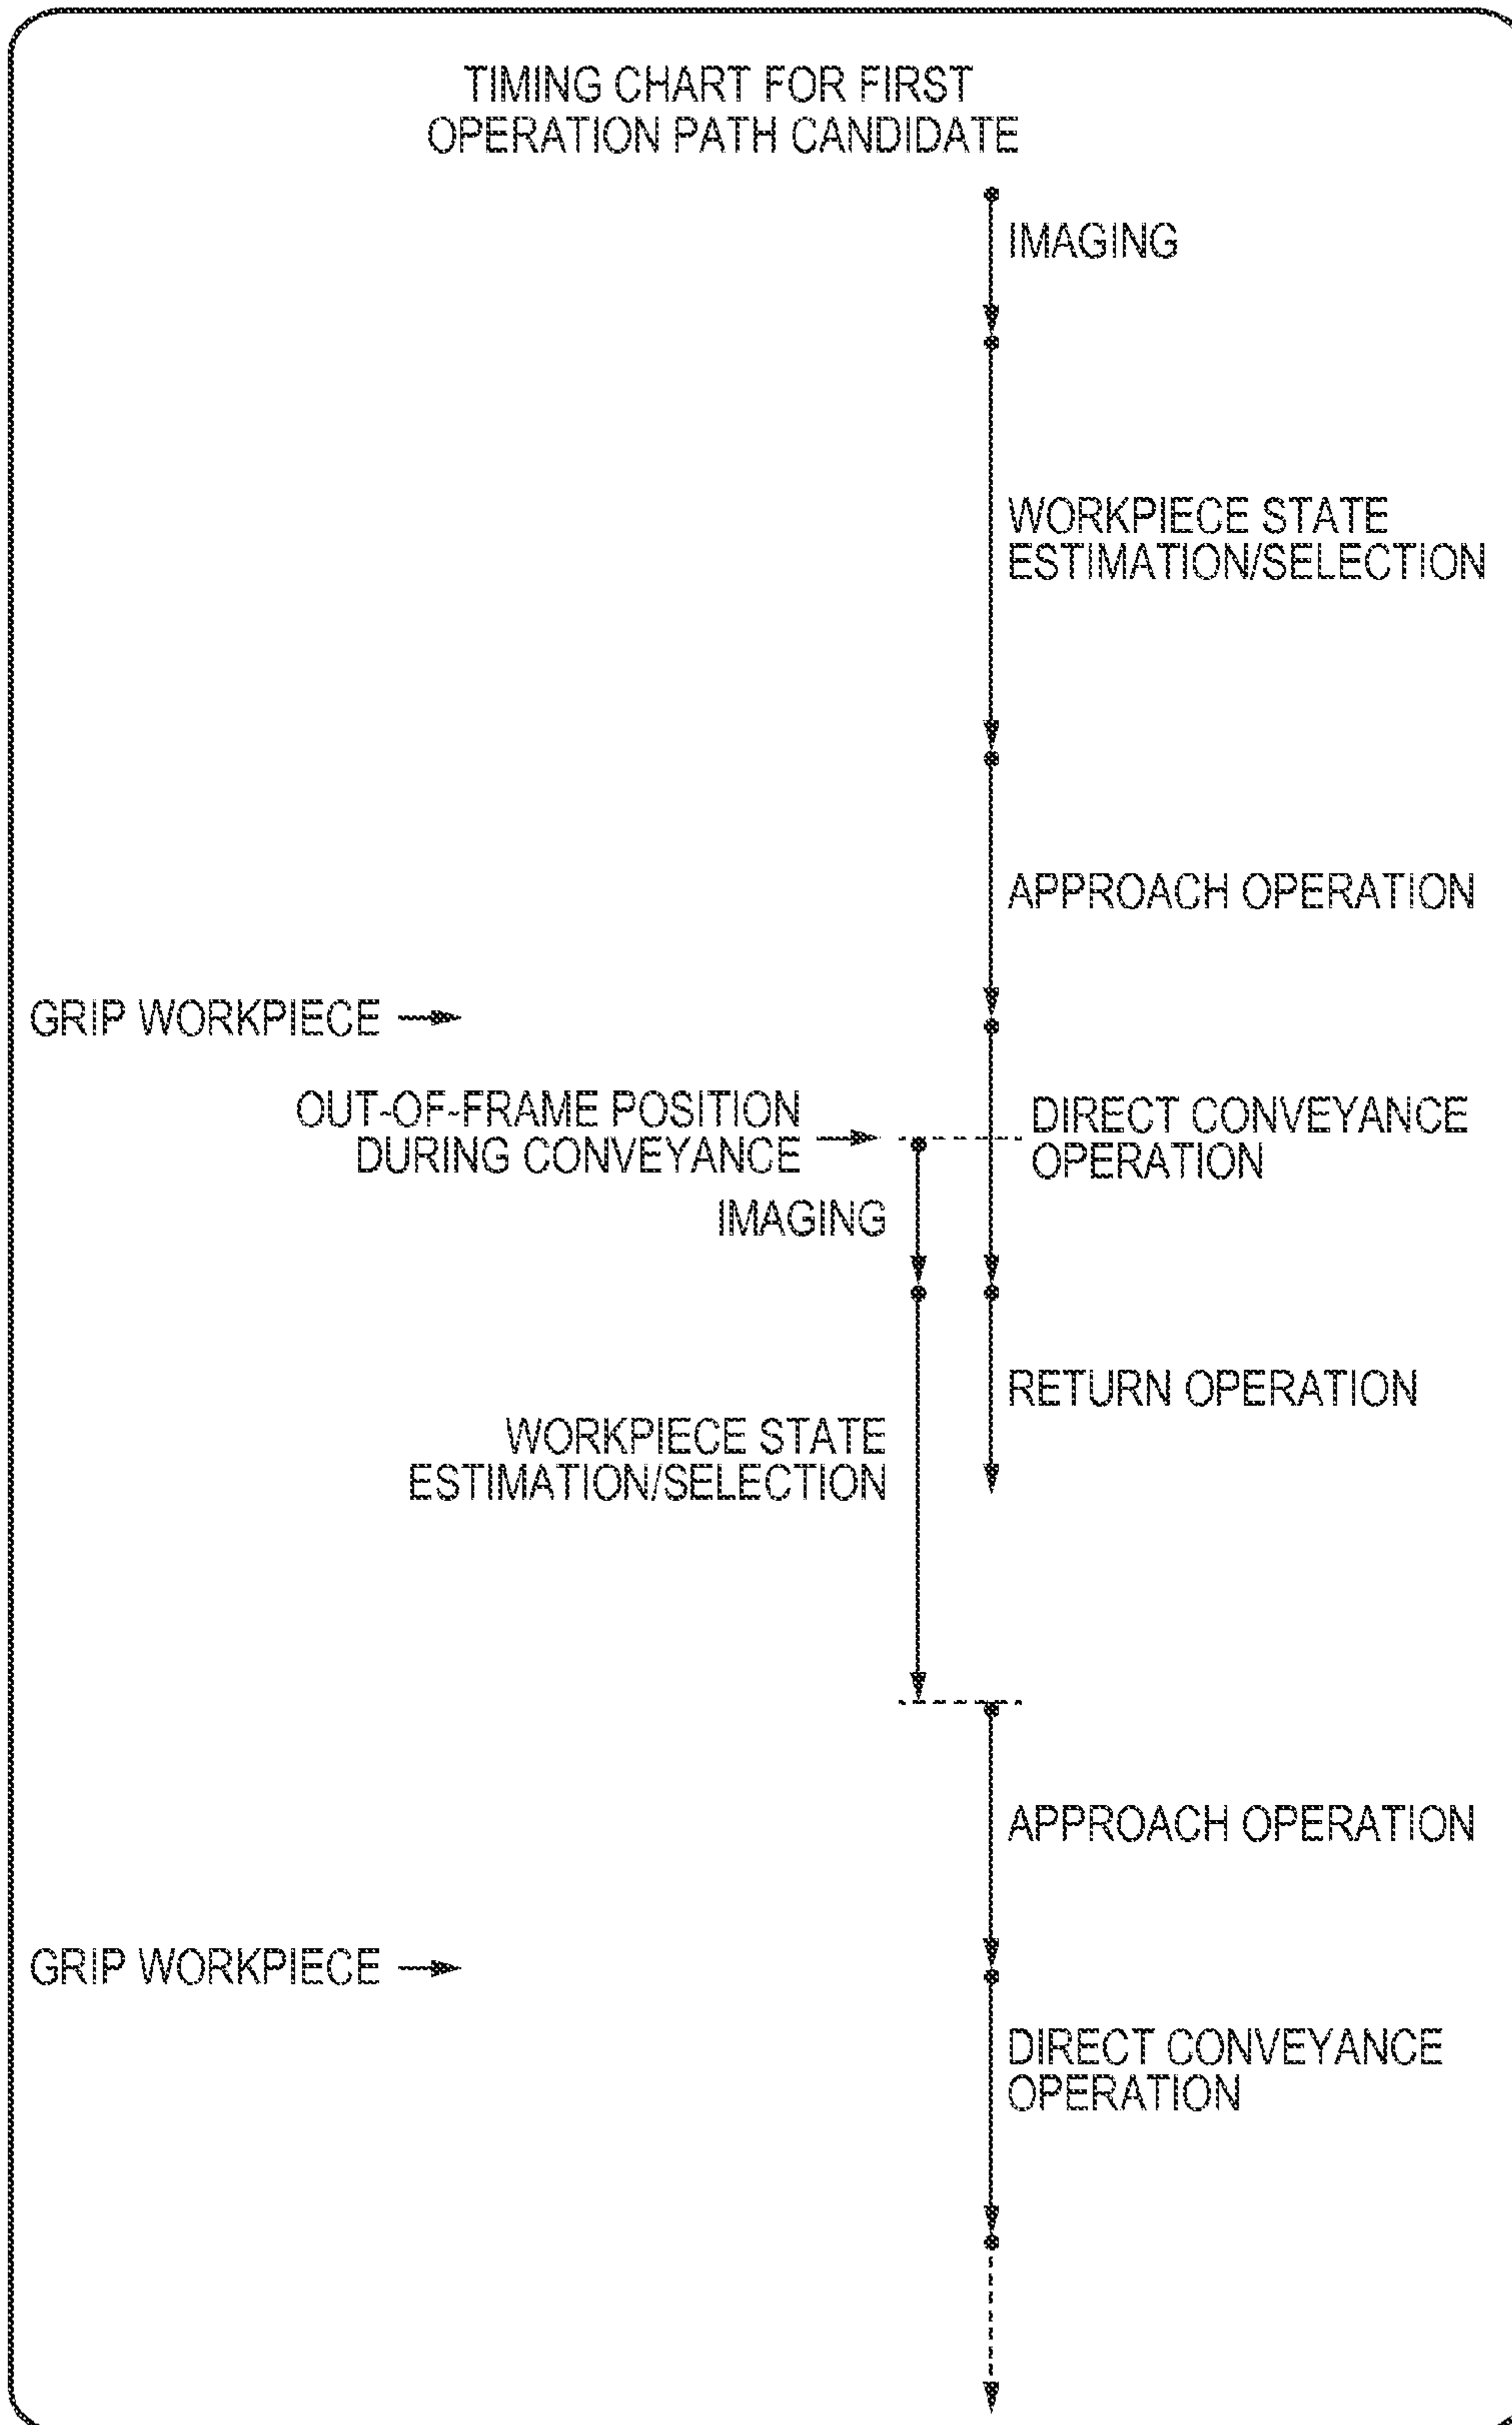 TIMING CHART FOR FIRST
OPERATION PATH CANDIDATE
IMAGING
WORKPIECE STATE
ESTIMATION/SELECTION
APPROACH OPERATION
GRIP WORKPIECE
OUT-OF-FRAME POSITION
DURING CONVEYANCE
DIRECT CONVEYANCE
OPERATION
IMAGING
RETURN OPERATION
WORKPIECE STATE
ESTIMATION/SELECTION
APPROACH OPERATION
GRIP WORKPIECE
DIRECT CONVEYANCE
OPERATION